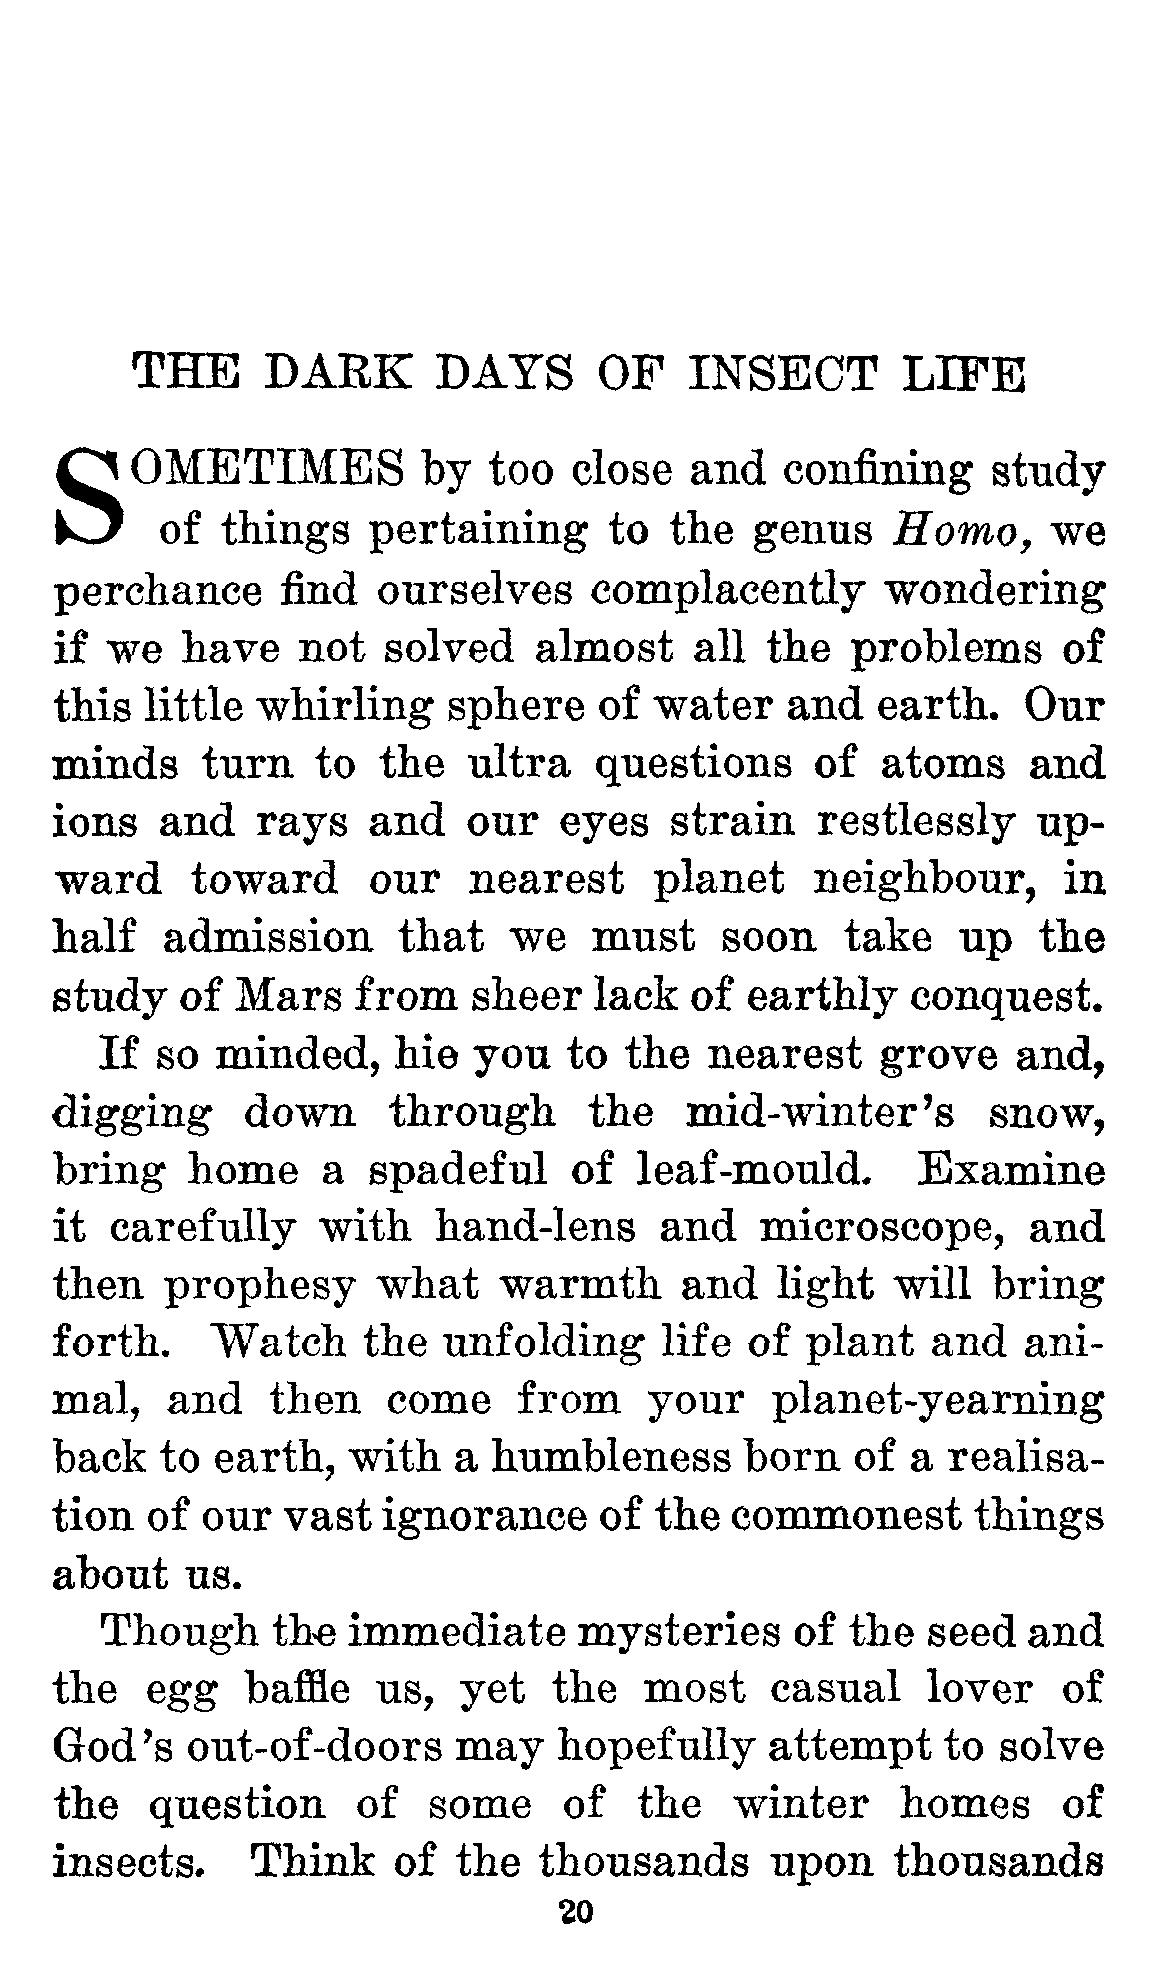 THE DARK DAYS OF INSECT LIFE
SOMETIMES by too close and confining study
of things pertaining to the genus Homo, we
perchance find ourselves complacently wondering
if we have not solved almost all the problems of
this little whirling sphere of water and earth. Our
minds turn to the ultra questions of atoms and
ions and rays and our eyes strain restlessly up-
ward toward our nearest planet neighbour, in
half admission that we must soon take up the
study of Mars from sheer lack of earthly conquest.
If so minded, hie you to the nearest grove and,
digging down through the mid-winter's snow,
bring home a spadeful of leaf-mould. Examine
it carefully with hand-lens and microscope, and
then prophesy what warmth and light will bring
forth. Watch the unfolding life of plant and ani-
mal, and then come from your planet-yearning
back to earth, with a humbleness born of a realisa-
tion of our vast ignorance of the commonest things
about us.
Though the immediate mysteries of the seed and
the egg baffle us, yet the most casual lover of
God's out-of-doors may hopefully attempt to solve
the question of some of the winter homes of
insects. Think of the thousands upon thousands
20